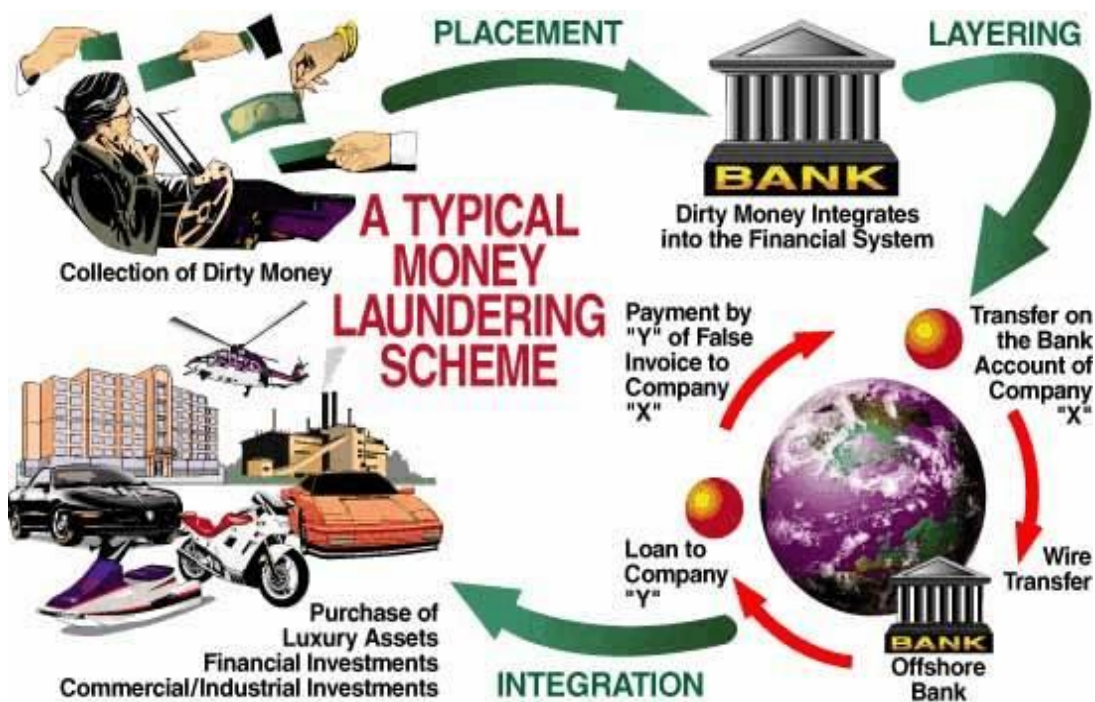 PLACEMENT
LAYERING
BANK
Dirty Money Integrates
into the Financial System
Collection of Dirty Money
A TYPICAL
MONEY
LAUNDERING
SCHEME
Payment by
"Y" of False
Invoice to
Company
"X"
Transfer on
the Bank
Account of
Company
"X"
Loan to
Company
"Y"
Wire
Transfer
BANK
Offshore
Bank
Purchase of
Luxury Assets
Financial Investments
Commercial/Industrial Investments
INTEGRATION